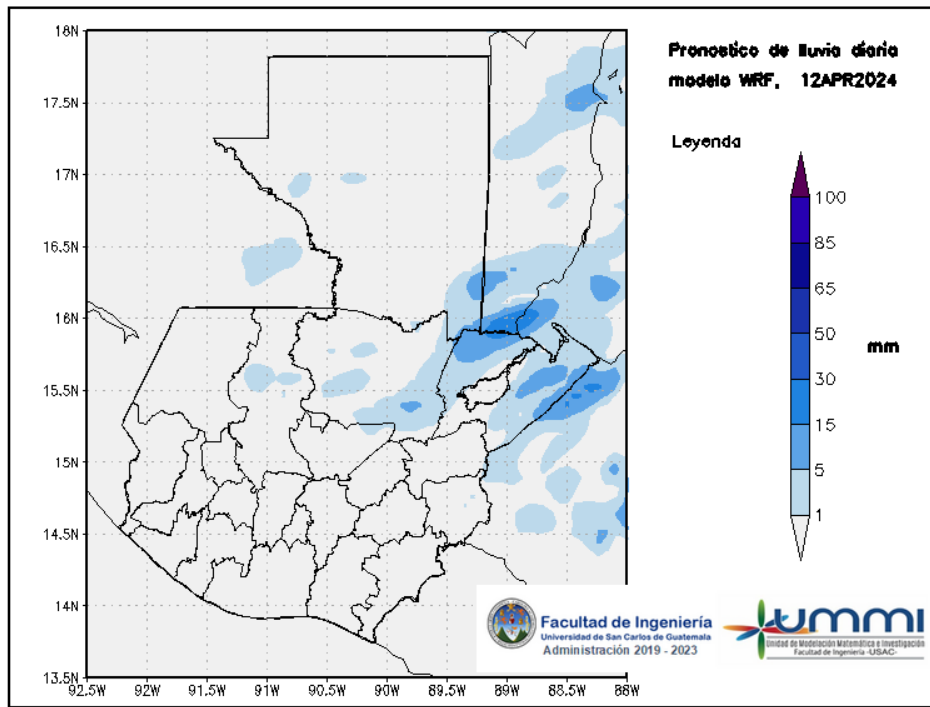 Pronostico de lluvia diaria
modelo WRF, 12APR2024
Leyenda
100
85
65
50
30
15
5
1
mm
18N
17.5N
17N
16.5N
16N
15.5N
15N
14.5N
14N
13.5N
92.5W
92W
91.5W
91W
90.5W
90W
89.5W
89W
88.5W
88W
Facultad de Ingeniería
Universidad de San Carlos de Guatemala
Administración 2019 - 2023
UMMI
Unidad de Modelación Matemática e Investigación
Facultad de Ingeniería -USAC-